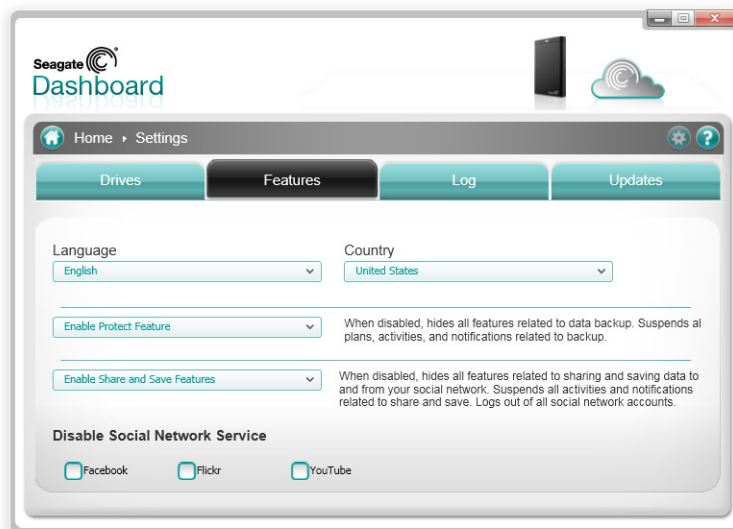 Seagate
Dashboard
Home ▸ Settings
?
Drives
Features
Log
Updates
Language
Country
English
United States
Enable Protect Feature
When disabled, hides all features related to data backup. Suspends al
plans, activities, and notifications related to backup.
Enable Share and Save Features
When disabled, hides all features related to sharing and saving data to
and from your social network. Suspends all activities and notifications
related to share and save. Logs out of all social network accounts.
Disable Social Network Service
Facebook
Flickr
YouTube